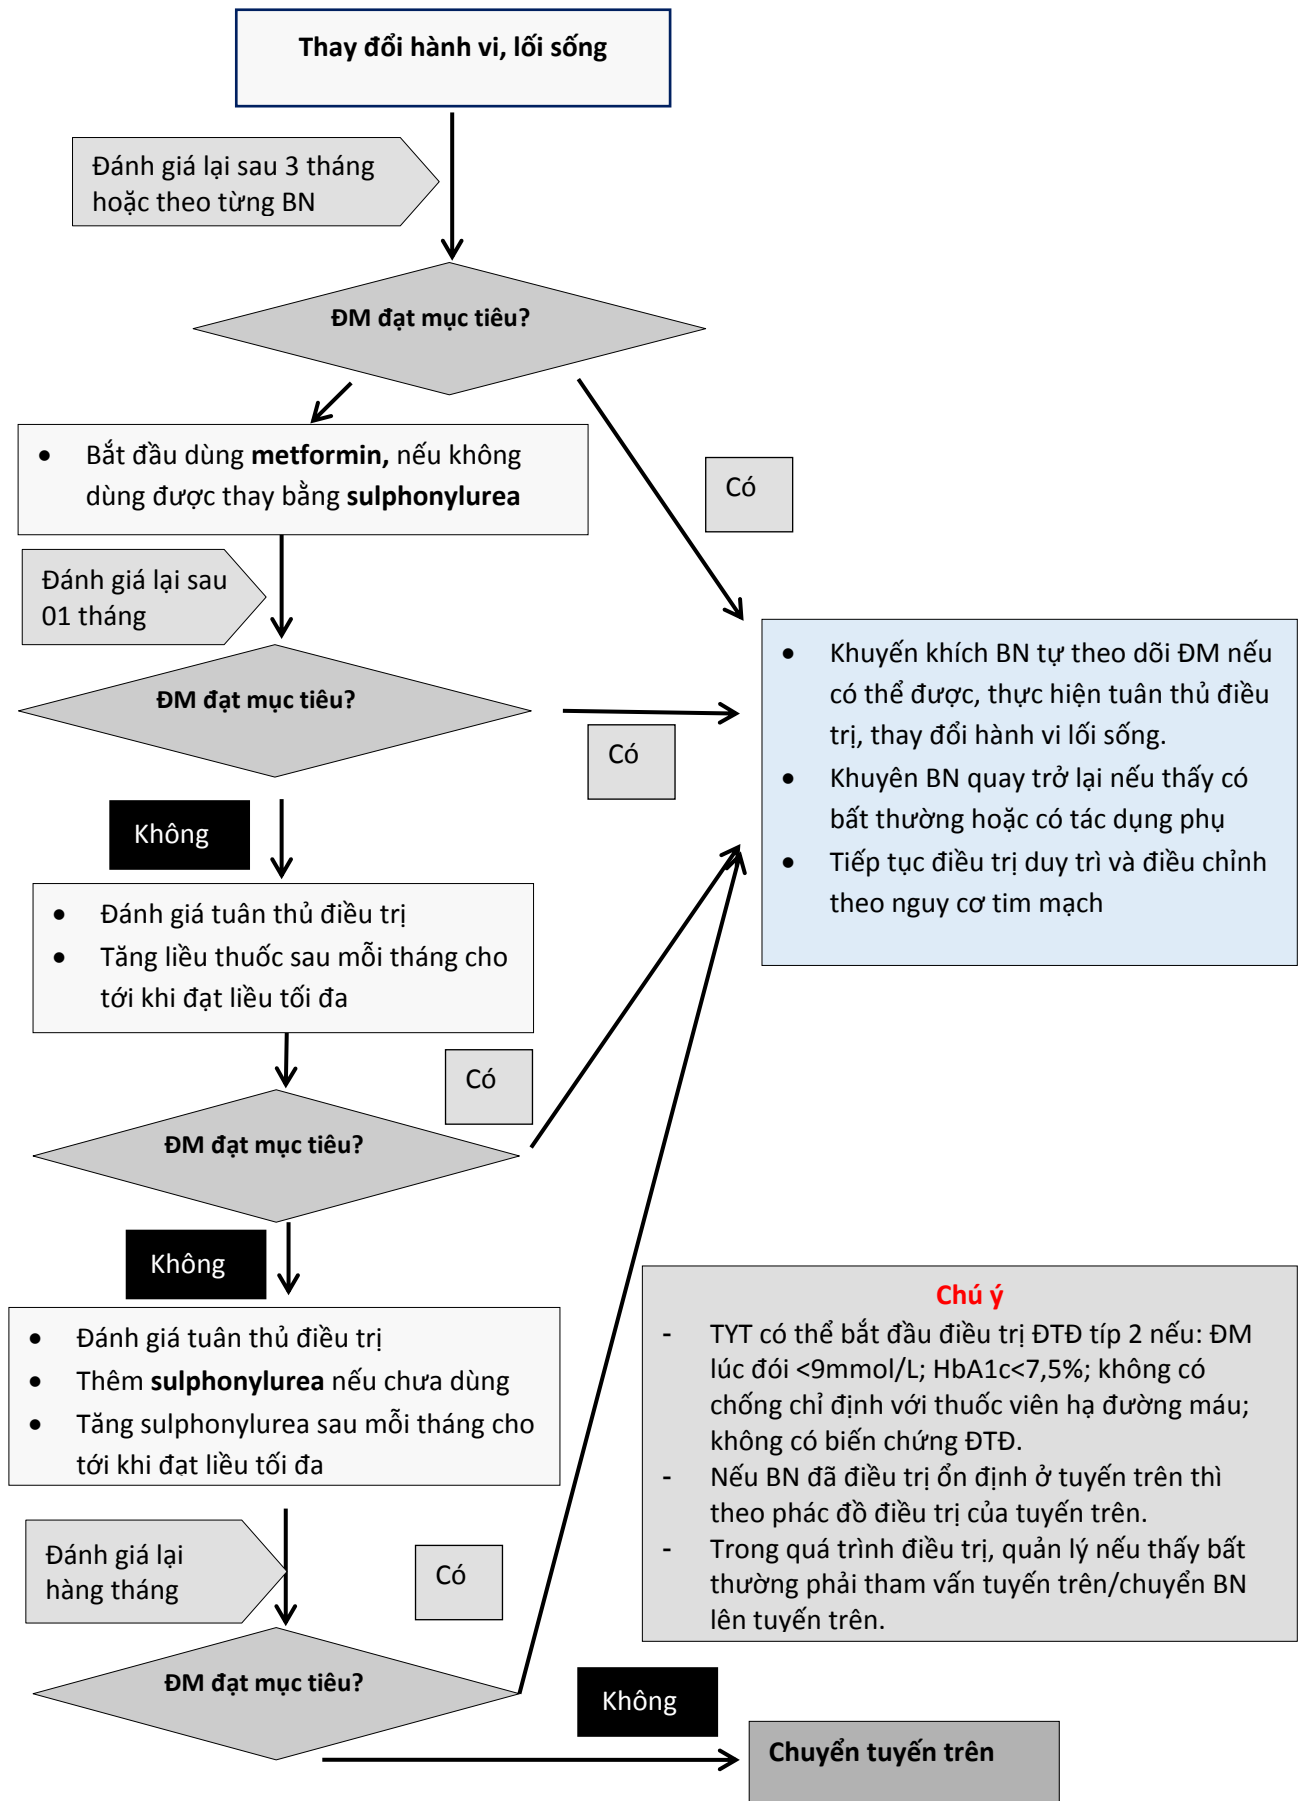 Thay đổi hành vi, lối sống
Đánh giá lại sau 3 tháng
hoặc theo từng BN
ĐM đạt mục tiêu?
• Bắt đầu dùng metformin, nếu không
dùng được thay bằng sulphonylurea
Có
Đánh giá lại sau
01 tháng
ĐM đạt mục tiêu?
Có
• Khuyến khích BN tự theo dõi ĐM nếu
có thể được, thực hiện tuân thủ điều
trị, thay đổi hành vi lối sống.
• Khuyên BN quay trở lại nếu thấy có
bất thường hoặc có tác dụng phụ
• Tiếp tục điều trị duy trì và điều chỉnh
theo nguy cơ tim mạch
Không
• Đánh giá tuân thủ điều trị
• Tăng liều thuốc sau mỗi tháng cho
tới khi đạt liều tối đa
Có
ĐM đạt mục tiêu?
Không
• Đánh giá tuân thủ điều trị
• Thêm sulphonylurea nếu chưa dùng
• Tăng sulphonylurea sau mỗi tháng cho
tới khi đạt liều tối đa
Chú ý
- TYT có thể bắt đầu điều trị ĐTĐ típ 2 nếu: ĐM
lúc đói <9mmol/L; HbA1c<7,5%; không có
chống chỉ định với thuốc viên hạ đường máu;
không có biến chứng ĐTĐ.
- Nếu BN đã điều trị ổn định ở tuyến trên thì
theo phác đồ điều trị của tuyến trên.
- Trong quá trình điều trị, quản lý nếu thấy bất
thường phải tham vấn tuyến trên/chuyển BN
lên tuyến trên.
Đánh giá lại
hàng tháng
Có
ĐM đạt mục tiêu?
Không
Chuyển tuyến trên